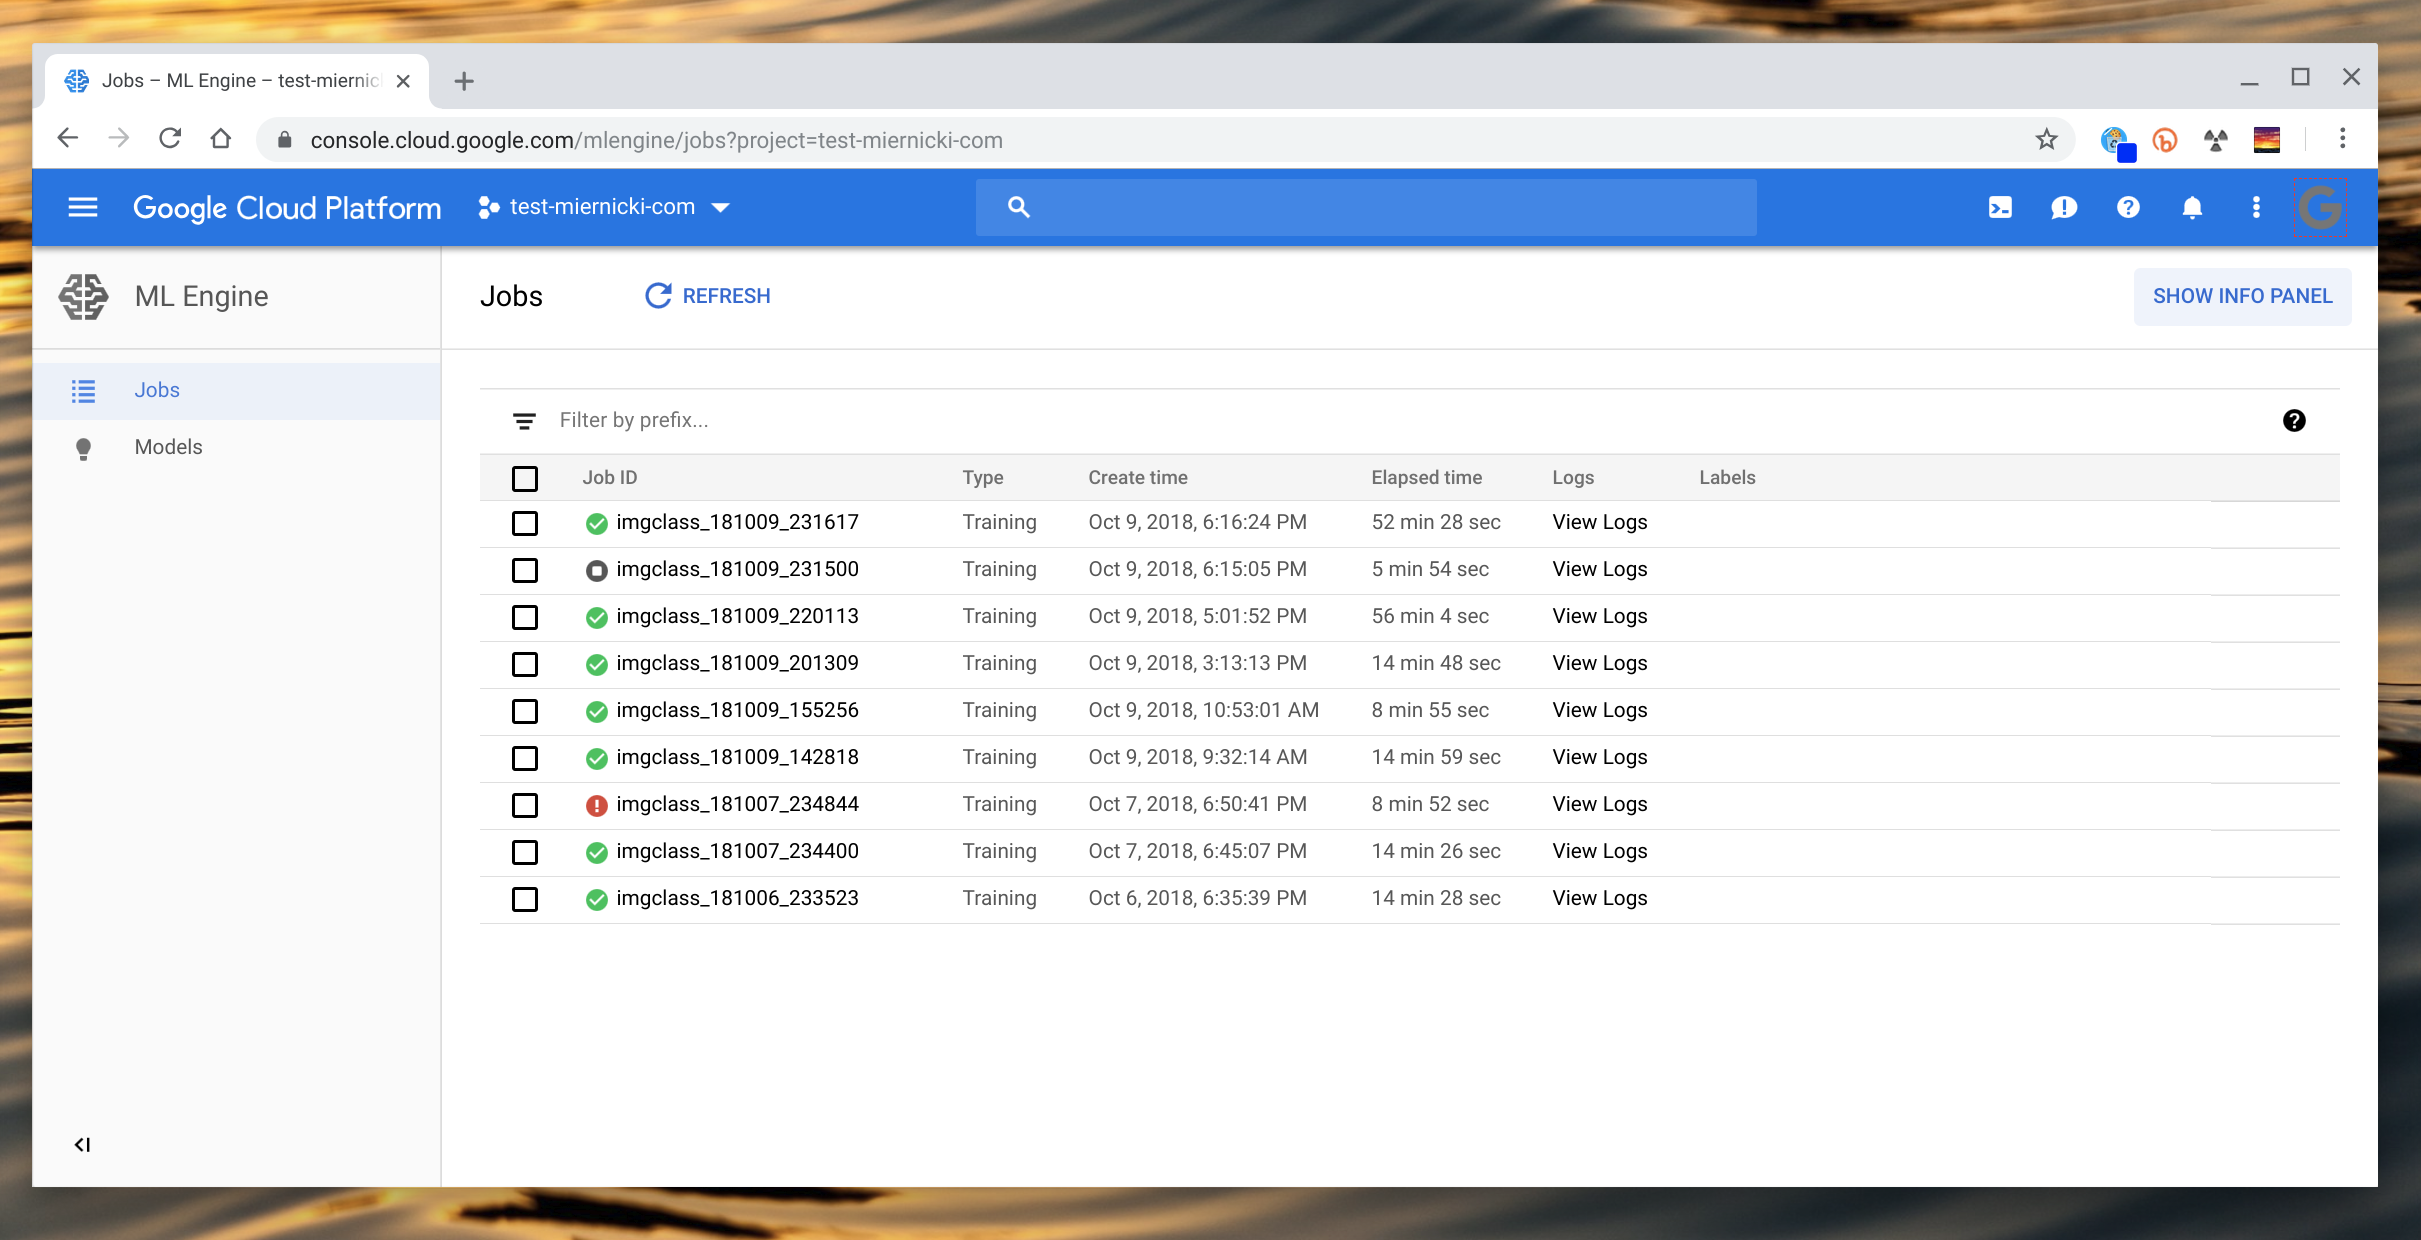 Jobs – ML Engine – test-miernic
console.cloud.google.com/mlengine/jobs?project=test-miernicki-com
Google Cloud Platform test-miernicki-com
ML Engine
Jobs REFRESH SHOW INFO PANEL
Jobs
Models
Filter by prefix...
Job ID Type Create time Elapsed time Logs Labels
imgclass_181009_231617 Training Oct 9, 2018, 6:16:24 PM 52 min 28 sec View Logs
imgclass_181009_231500 Training Oct 9, 2018, 6:15:05 PM 5 min 54 sec View Logs
imgclass_181009_220113 Training Oct 9, 2018, 5:01:52 PM 56 min 4 sec View Logs
imgclass_181009_201309 Training Oct 9, 2018, 3:13:13 PM 14 min 48 sec View Logs
imgclass_181009_155256 Training Oct 9, 2018, 10:53:01 AM 8 min 55 sec View Logs
imgclass_181009_142818 Training Oct 9, 2018, 9:32:14 AM 14 min 59 sec View Logs
imgclass_181007_234844 Training Oct 7, 2018, 6:50:41 PM 8 min 52 sec View Logs
imgclass_181007_234400 Training Oct 7, 2018, 6:45:07 PM 14 min 26 sec View Logs
imgclass_181006_233523 Training Oct 6, 2018, 6:35:39 PM 14 min 28 sec View Logs